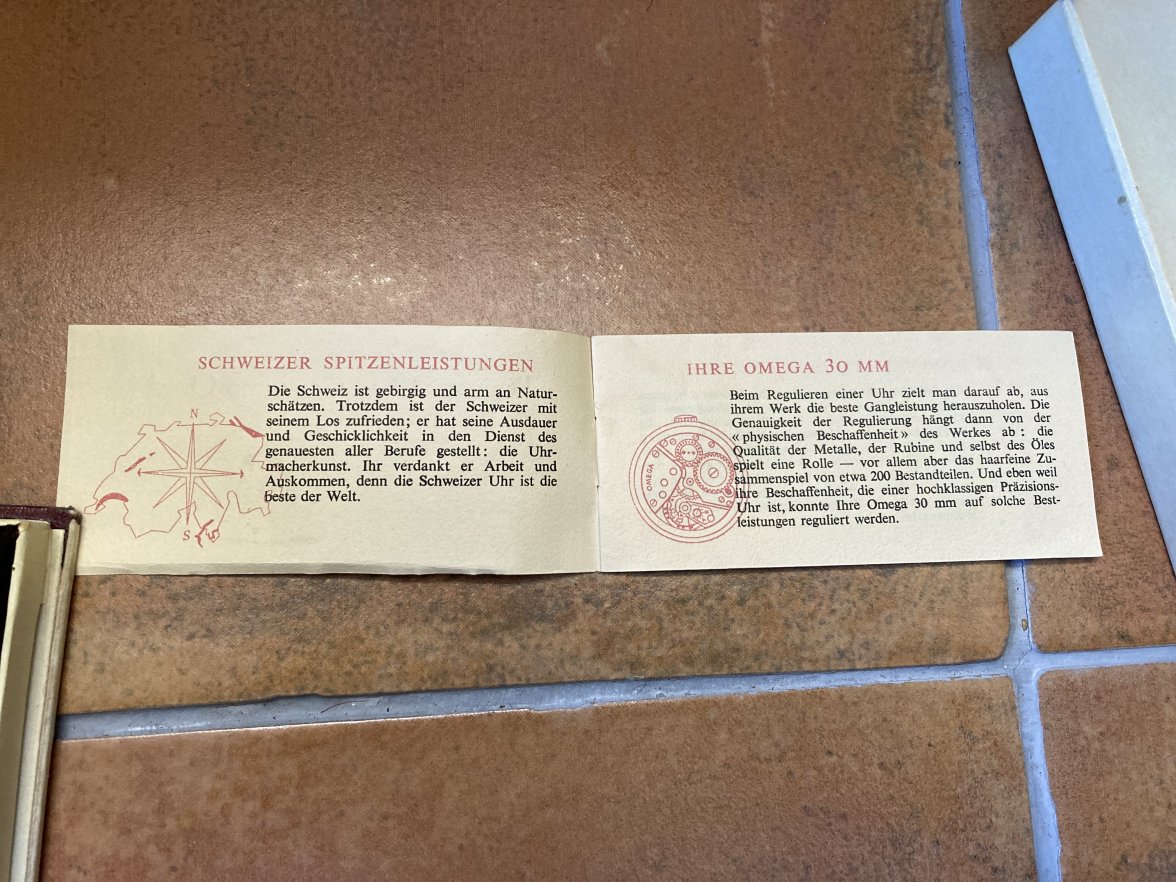 SCHWEIZER SPITZENLEISTUNGEN
Die Schweiz ist gebirgig und arm an Natur-
schätzen. Trotzdem ist der Schweizer mit
seinem Los zufrieden; er hat seine Ausdauer
und Geschicklichkeit in den Dienst des
genauesten aller Berufe gestellt: die Uhr-
macherkunst. Ihr verdankt er Arbeit und
Auskommen, denn die Schweizer Uhr ist die
beste der Welt.
N
S
IHRE OMEGA 30 MM
Beim Regulieren einer Uhr zielt man darauf ab, aus
ihrem Werk die beste Gangleistung herauszuholen. Die
Genauigkeit der Regulierung hängt dann von der
« physischen Beschaffenheit » des Werkes ab : die
Qualität der Metalle, der Rubine und selbst des Öles
spielt eine Rolle — vor allem aber das haarfeine Zu-
sammenspiel von etwa 200 Bestandteilen. Und eben weil
ihre Beschaffenheit, die einer hochklassigen Präzisions-
Uhr ist, konnte Ihre Omega 30 mm auf solche Best-
leistungen reguliert werden.
OMEGA